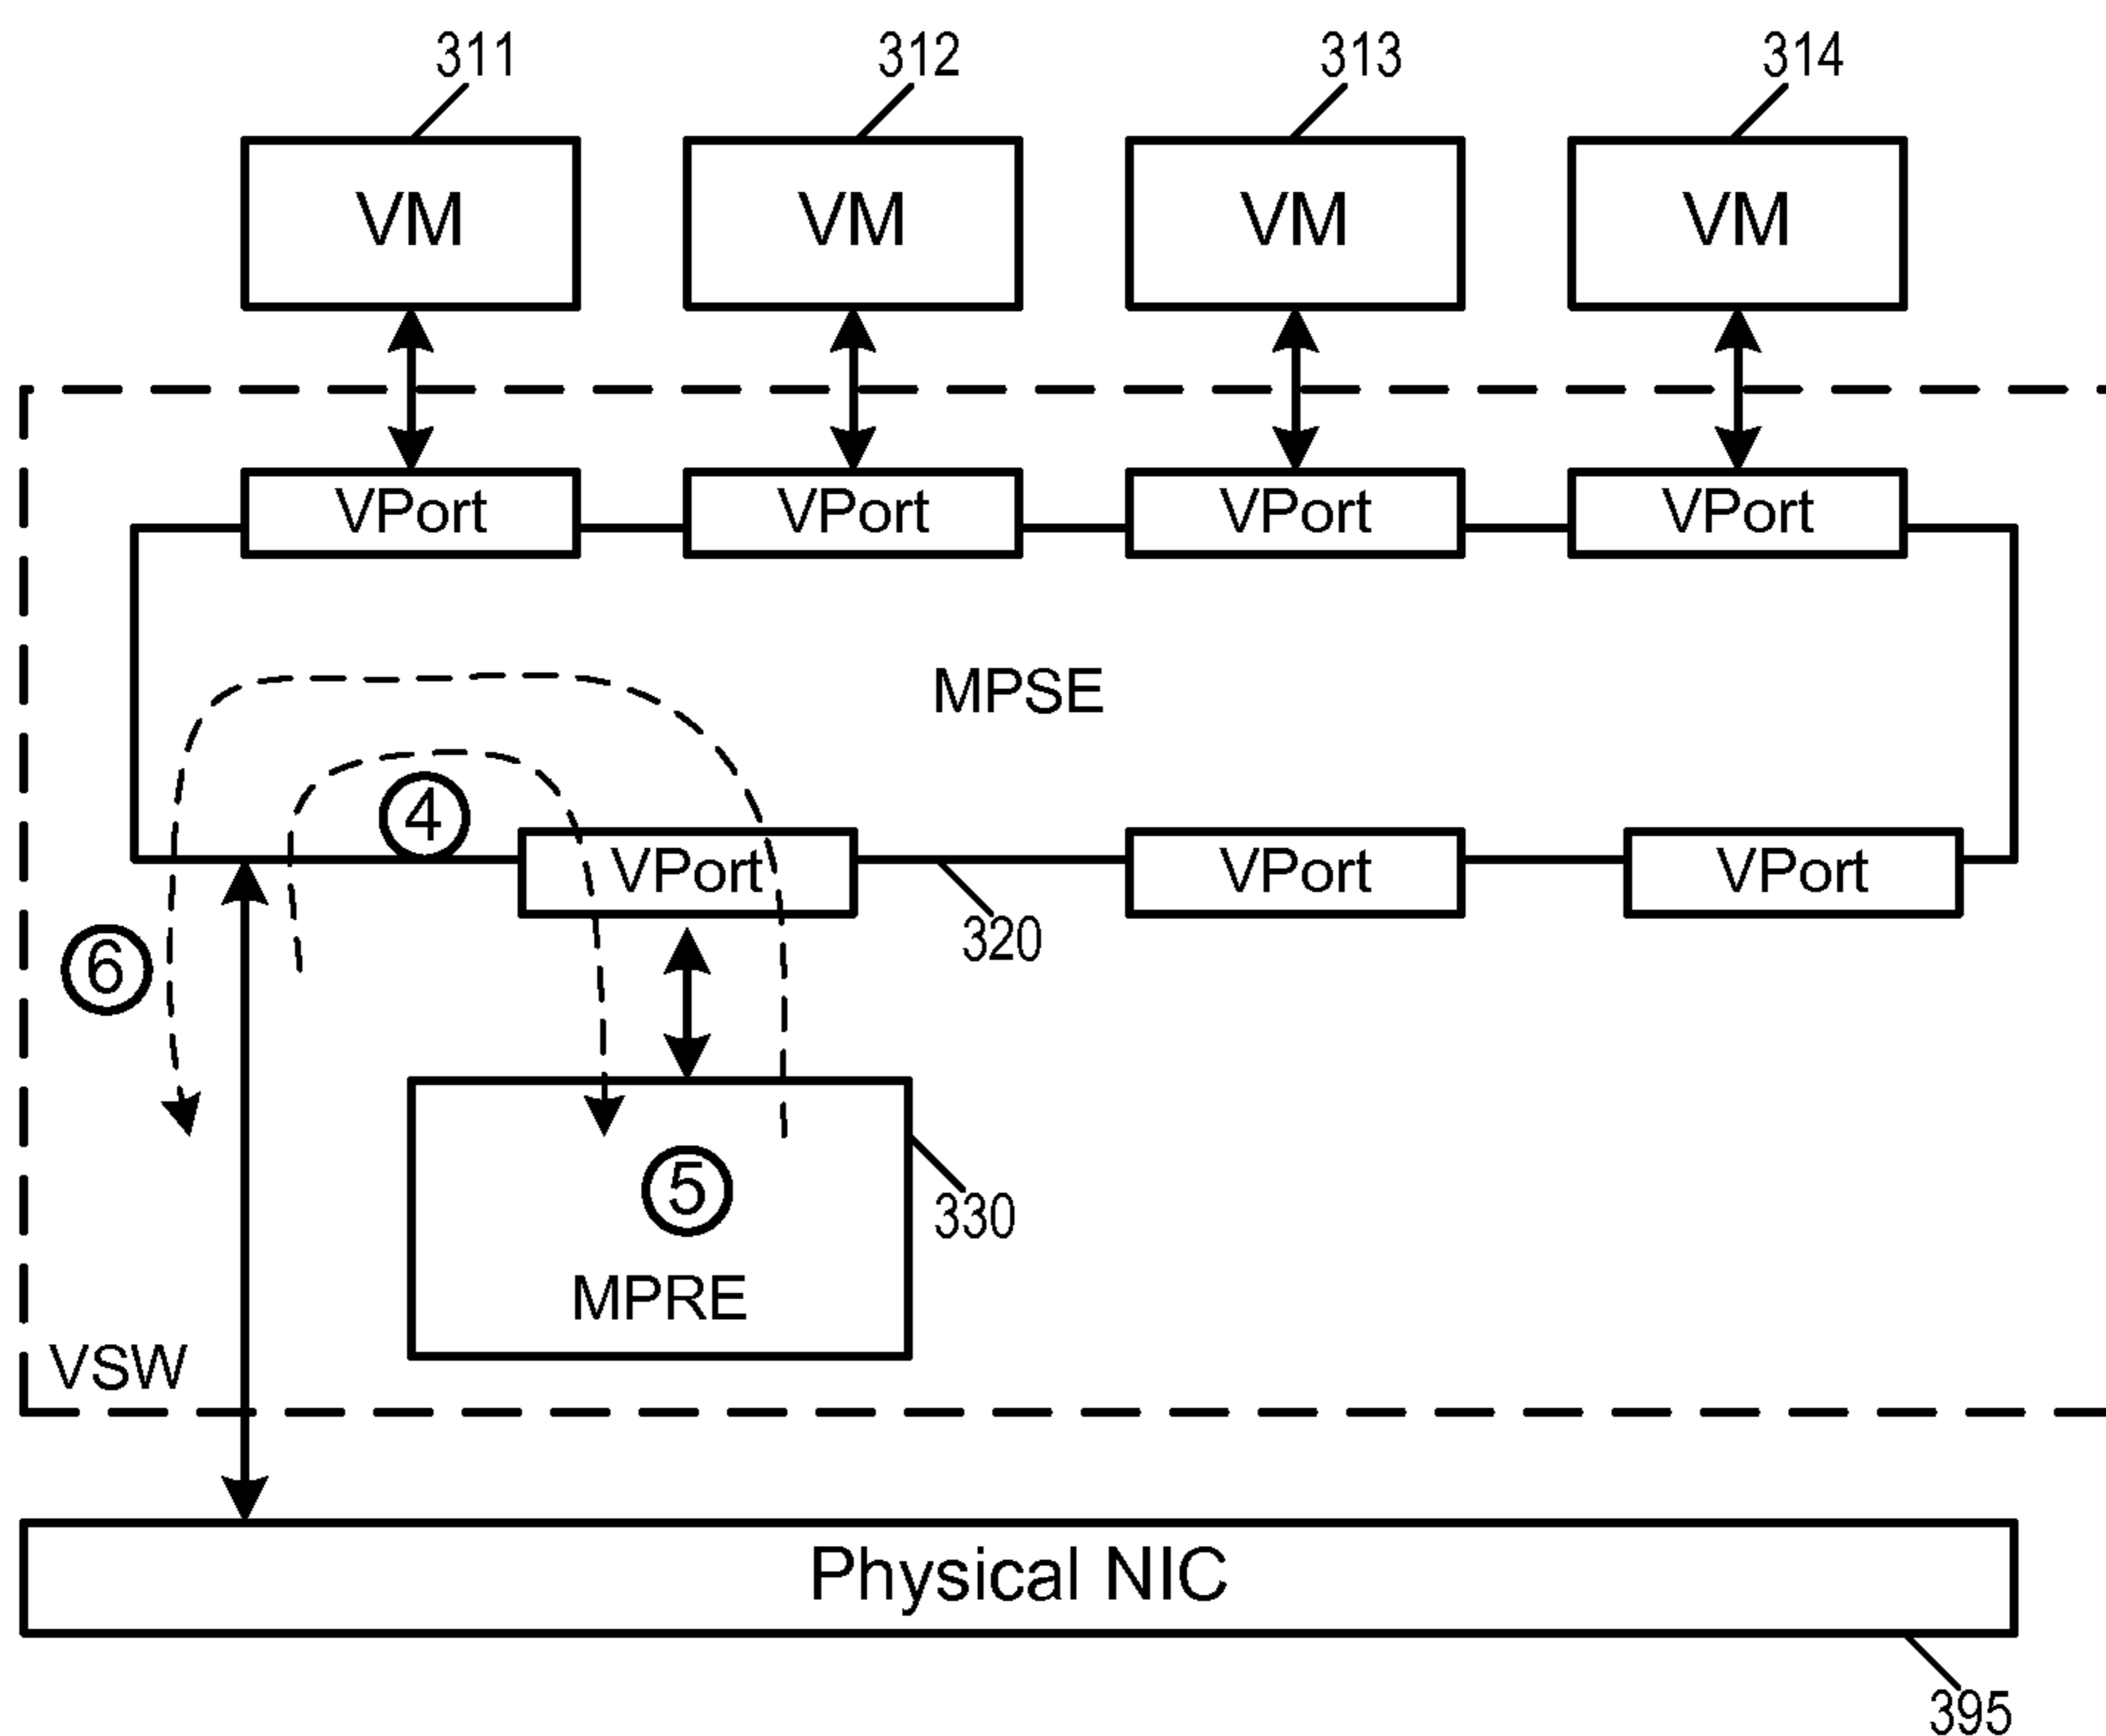 311 312 313 314
VM VM VM VM
VPort VPort VPort VPort
MPSE
4
VPort VPort VPort
320
6
5
330
MPRE
VSW
Physical NIC
395